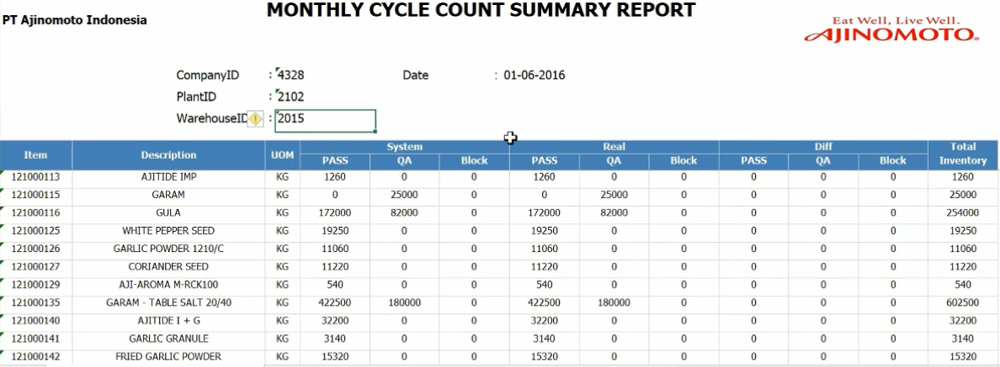 MONTHLY CYCLE COUNT SUMMARY REPORT
PT Ajinomoto Indonesia
Eat Well, Live Well.
AJINOMOTO®
CompanyID : 4328 Date : 01-06-2016
PlantID : 2102
WarehouseID : 2015
Item Description UOM System Real Diff Total Inventory
PASS QA Block PASS QA Block PASS QA Block
121000113 AJITIDE IMP KG 1260 0 0 1260 0 0 0 0 0 1260
121000115 GARAM KG 0 25000 0 0 25000 0 0 0 0 25000
121000116 GULA KG 172000 82000 0 172000 82000 0 0 0 0 254000
121000125 WHITE PEPPER SEED KG 19250 0 0 19250 0 0 0 0 0 19250
121000126 GARLIC POWDER 1210/C KG 11060 0 0 11060 0 0 0 0 0 11060
121000127 CORIANDER SEED KG 11220 0 0 11220 0 0 0 0 0 11220
121000129 AJI-AROMA M-RCK100 KG 540 0 0 540 0 0 0 0 0 540
121000135 GARAM - TABLE SALT 20/40 KG 422500 180000 0 422500 180000 0 0 0 0 602500
121000140 AJITIDE I + G KG 32200 0 0 32200 0 0 0 0 0 32200
121000141 GARLIC GRANULE KG 3140 0 0 3140 0 0 0 0 0 3140
121000142 FRIED GARLIC POWDER KG 15320 0 0 15320 0 0 0 0 0 15320